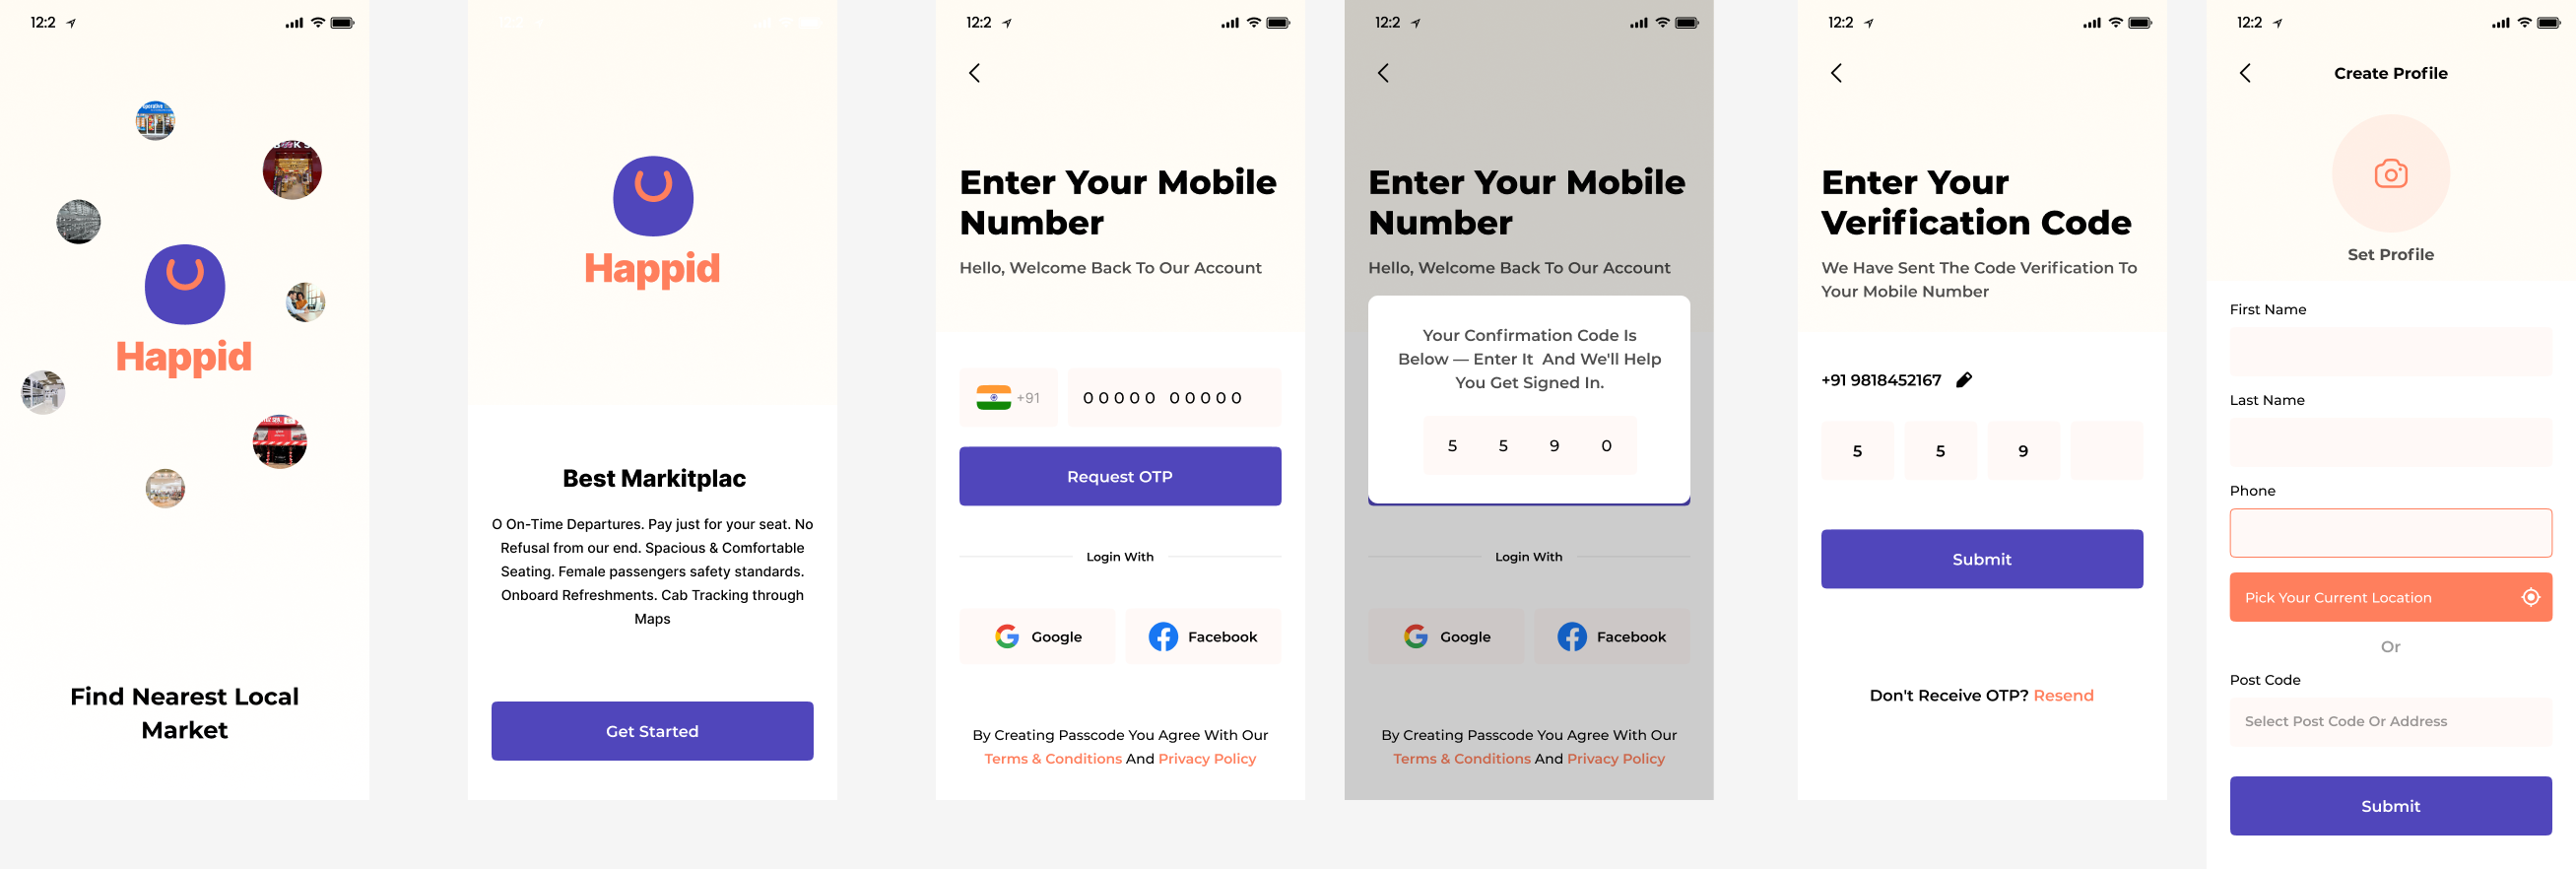 12:2
Happid
Find Nearest Local
Market
Happid
Best Markitplac
O On-Time Departures. Pay just for your seat. No
Refusal from our end. Spacious & Comfortable
Seating. Female passengers safety standards.
Onboard Refreshments. Cab Tracking through
Maps
Get Started
12:2
Enter Your Mobile
Number
Hello, Welcome Back To Our Account
+91 00000 00000
Request OTP
Login With
Google Facebook
By Creating Passcode You Agree With Our
Terms & Conditions And Privacy Policy
12:2
Enter Your Mobile
Number
Hello, Welcome Back To Our Account
Your Confirmation Code Is
Below — Enter It And We'll Help
You Get Signed In.
5 5 9 0
Login With
Google Facebook
By Creating Passcode You Agree With Our
Terms & Conditions And Privacy Policy
12:2
Enter Your
Verification Code
We Have Sent The Code Verification To
Your Mobile Number
+91 9818452167
5 5 9
Submit
Don't Receive OTP? Resend
12:2
Create Profile
Set Profile
First Name
Last Name
Phone
Pick Your Current Location
Or
Post Code
Select Post Code Or Address
Submit